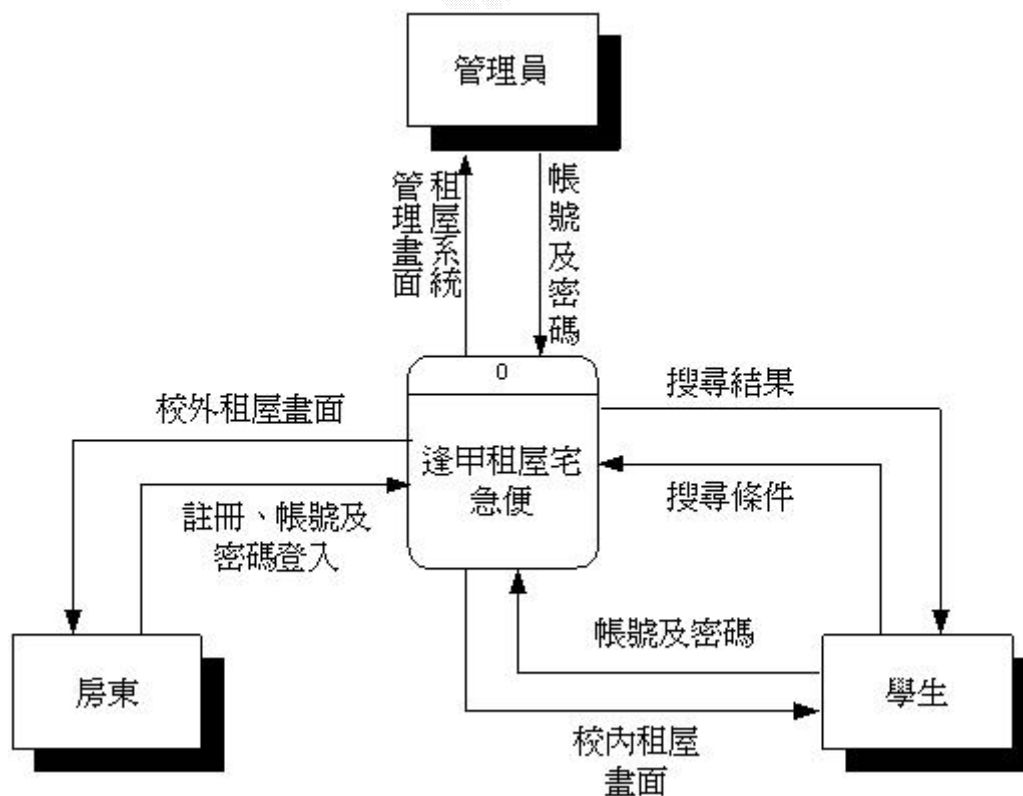 管理員
租屋系統
管理畫面
帳號及密碼
0
逢甲租屋宅
急便
校外租屋畫面
註冊、帳號及
密碼登入
搜尋結果
搜尋條件
帳號及密碼
校內租屋
畫面
房東
學生